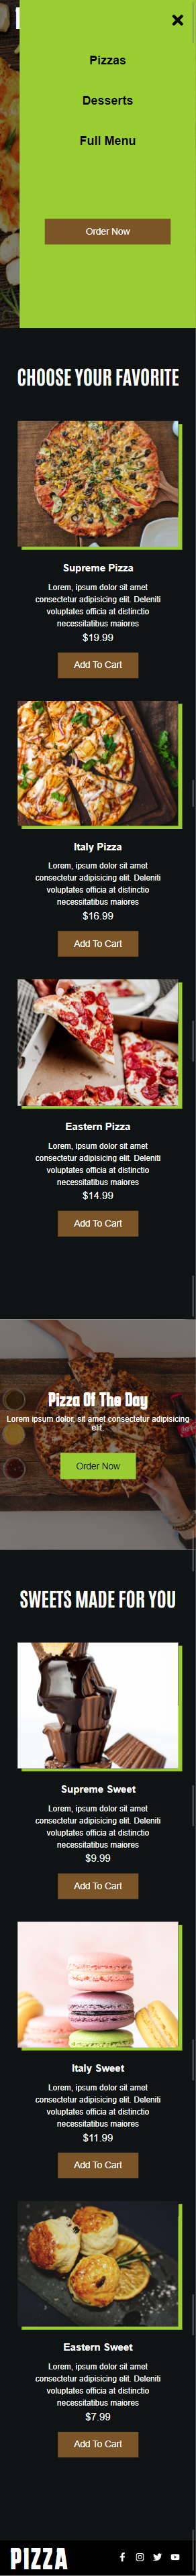 Pizzas
Desserts
Full Menu
Order Now
CHOOSE YOUR FAVORITE
Supreme Pizza
Lorem, ipsum dolor sit amet
consectetur adipisicing elit. Deleniti
voluptates officia at distinctio
necessitatibus maiores
$19.99
Add To Cart
Italy Pizza
Lorem, ipsum dolor sit amet
consectetur adipisicing elit. Deleniti
voluptates officia at distinctio
necessitatibus maiores
$16.99
Add To Cart
Eastern Pizza
Lorem, ipsum dolor sit amet
consectetur adipisicing elit. Deleniti
voluptates officia at distinctio
necessitatibus maiores
$14.99
Add To Cart
Pizza Of The Day
Lorem ipsum dolor, sit amet consectetur adipisicing
elit.
Order Now
SWEETS MADE FOR YOU
Supreme Sweet
Lorem, ipsum dolor sit amet
consectetur adipisicing elit. Deleniti
voluptates officia at distinctio
necessitatibus maiores
$9.99
Add To Cart
Italy Sweet
Lorem, ipsum dolor sit amet
consectetur adipisicing elit. Deleniti
voluptates officia at distinctio
necessitatibus maiores
$11.99
Add To Cart
Eastern Sweet
Lorem, ipsum dolor sit amet
consectetur adipisicing elit. Deleniti
voluptates officia at distinctio
necessitatibus maiores
$7.99
Add To Cart
PIZZA